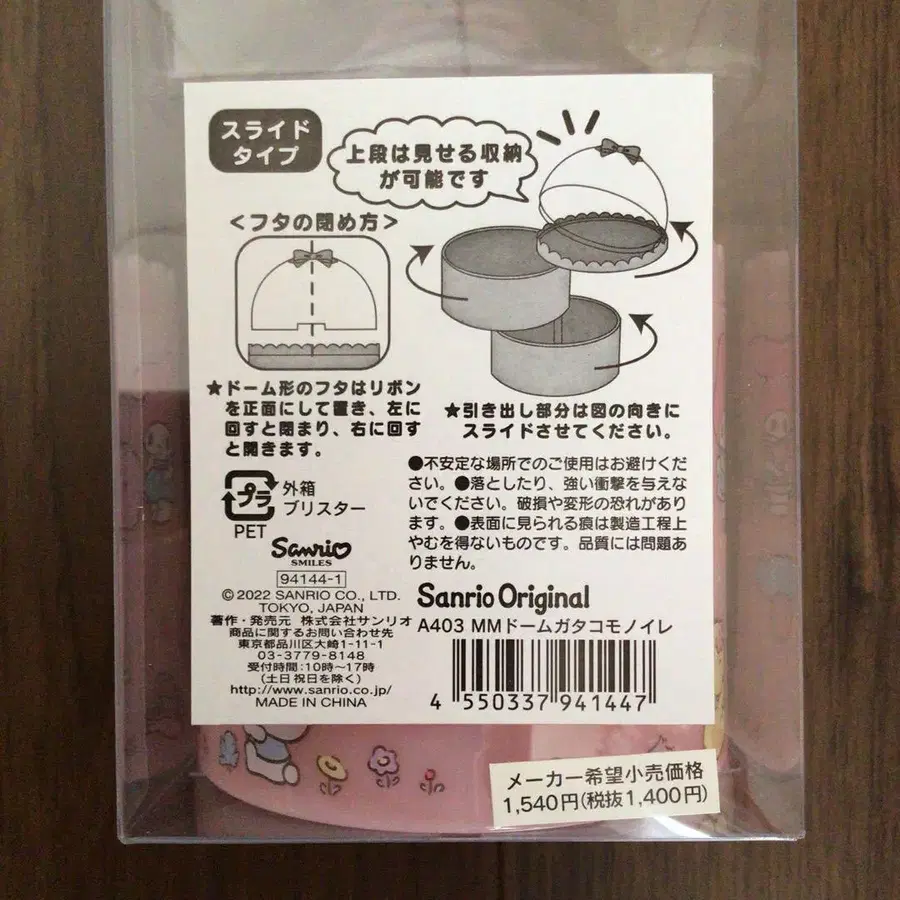 スライド
タイプ
上段は見せる収納
が可能です
<フタの閉め方>
★ドーム形のフタはリボン
を正面にして置き、左に
回すと閉まり、右に回す
と開きます。
★引き出し部分は図の向きに
スライドさせてください。
プラ
PET
外箱
ブリスター
●不安定な場所でのご使用はお避けくだ
さい。●落としたり、強い衝撃を与えな
いでください。破損や変形の恐れがあり
ます。●表面に見られる痕は製造工程上
やむを得ないものです。品質には問題あ
りません。
Sanrio
SMILES
94144-1
©2022 SANRIO CO., LTD.
TOKYO, JAPAN
著作・発売元 株式会社サンリオ
商品に関するお問い合わせ先
東京都品川区大崎1-11-1
03-3779-8148
受付時間:10時〜17時
(土日祝日を除く)
http://www.sanrio.co.jp/
MADE IN CHINA
Sanrio Original
A403 MMドームガタコモノイレ
4 550337 941447
メーカー希望小売価格
1,540円(税抜1,400円)